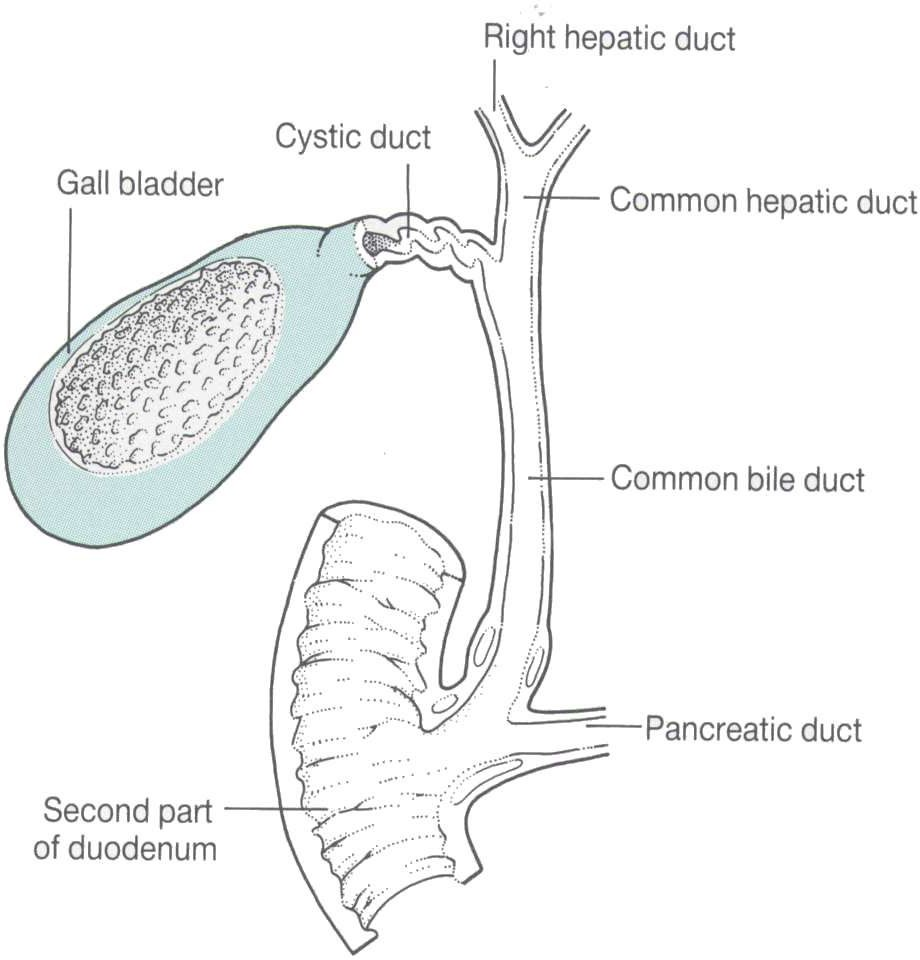 Right hepatic duct
Cystic duct
Gall bladder
Common hepatic duct
Common bile duct
Pancreatic duct
Second part
of duodenum